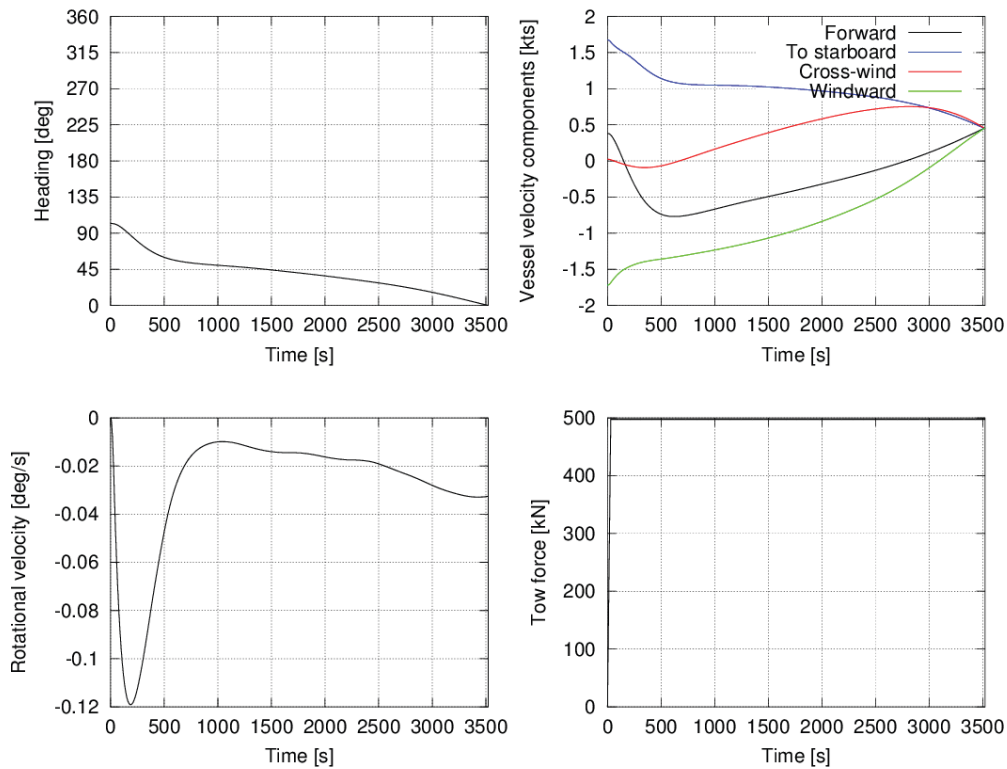 Heading [deg]
360
315
270
225
180
135
90
45
0
0 500 1000 1500 2000 2500 3000 3500
Time [s]
Vessel velocity components [kts]
2
1.5
1
0.5
0
-0.5
-1
-1.5
-2
Forward
To starboard
Cross-wind
Windward
0 500 1000 1500 2000 2500 3000 3500
Time [s]
Rotational velocity [deg/s]
0
-0.02
-0.04
-0.06
-0.08
-0.1
-0.12
0 500 1000 1500 2000 2500 3000 3500
Time [s]
Tow force [kN]
500
400
300
200
100
0
0 500 1000 1500 2000 2500 3000 3500
Time [s]